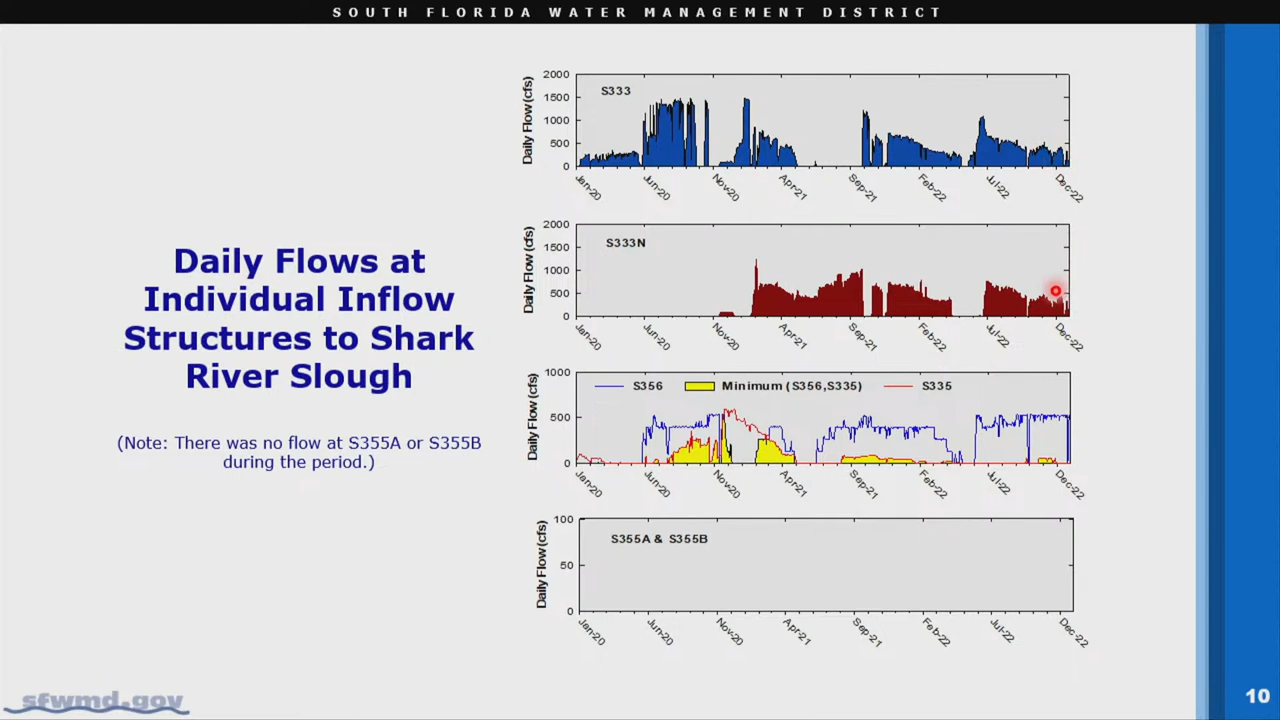 SOUTH FLORIDA WATER MANAGEMENT DISTRICT
Daily Flows at
Individual Inflow
Structures to Shark
River Slough
(Note: There was no flow at S355A or S355B
during the period.)
S333
Daily Flow (cfs)
2000
1500
1000
500
0
Jan-20 Jun-20 Nov-20 Apr-21 Sep-21 Feb-22 Jul-22 Dec-22
S333N
Daily Flow (cfs)
2000
1500
1000
500
0
Jan-20 Jun-20 Nov-20 Apr-21 Sep-21 Feb-22 Jul-22 Dec-22
S356 Minimum (S356,S335) S335
Daily Flow (cfs)
1000
500
0
Jan-20 Jun-20 Nov-20 Apr-21 Sep-21 Feb-22 Jul-22 Dec-22
S355A & S355B
Daily Flow (cfs)
100
50
0
Jan-20 Jun-20 Nov-20 Apr-21 Sep-21 Feb-22 Jul-22 Dec-22
sfwmd.gov
10